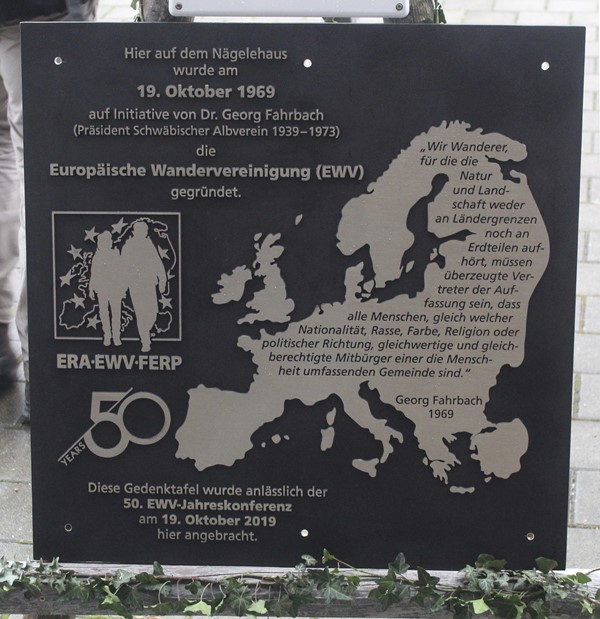 Hier auf dem Nägelehaus
wurde am
19. Oktober 1969
auf Initiative von Dr. Georg Fahrbach
(Präsident Schwäbischer Albverein 1939–1973)
die
Europäische Wandervereinigung (EWV)
gegründet.
ERA·EWV·FERP
50
YEARS
„Wir Wanderer,
für die die
Natur
und Land-
schaft weder
an Ländergrenzen
noch an
Erdteilen auf-
hört, müssen
überzeugte Ver-
treter der Auf-
fassung sein, dass
alle Menschen, gleich welcher
Nationalität, Rasse, Farbe, Religion oder
politischer Richtung, gleichwertige und gleich-
berechtigte Mitbürger einer die Mensch-
heit umfassenden Gemeinde sind.“
Georg Fahrbach
1969
Diese Gedenktafel wurde anlässlich der
50. EWV-Jahreskonferenz
am 19. Oktober 2019
hier angebracht.